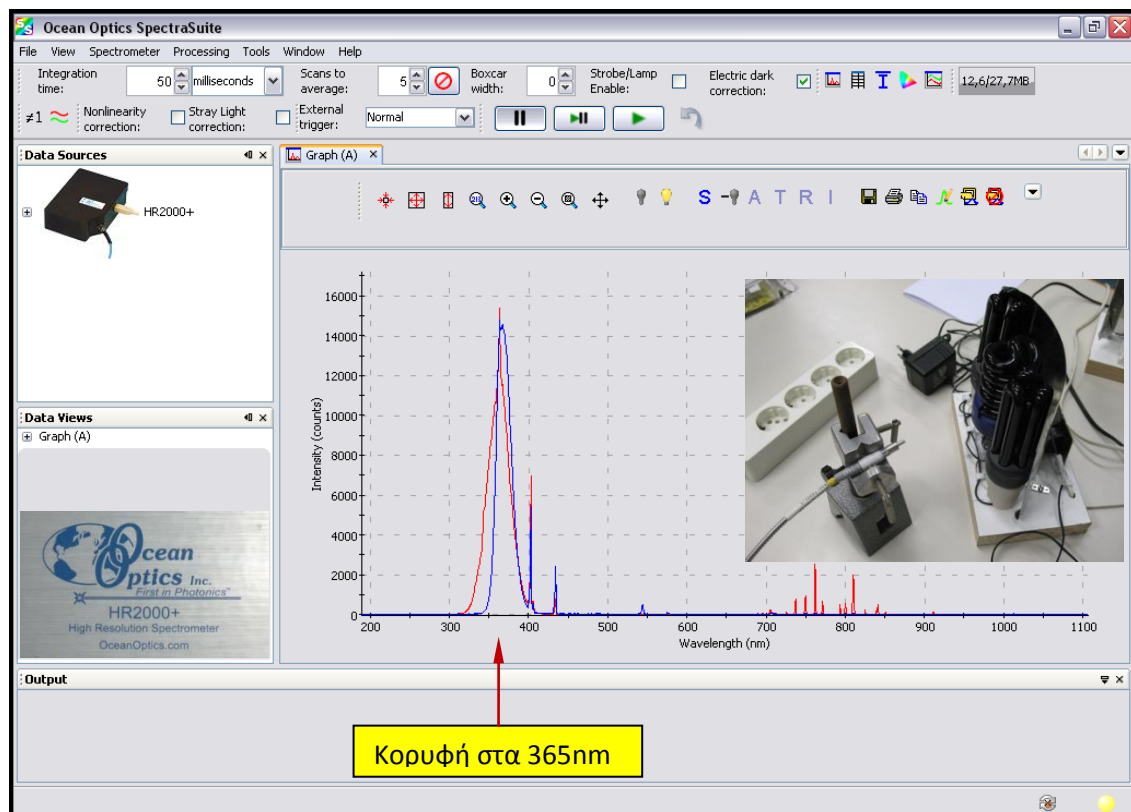 Ocean Optics SpectraSuite
File View Spectrometer Processing Tools Window Help
Integration time: 50 milliseconds Scans to average: 5 Boxcar width: 0 Strobe/Lamp Enable: Electric dark correction: 12,6/27,7MB
≠1 Nonlinearity correction: Stray Light correction: External trigger: Normal
Data Sources
HR2000+
Graph (A)
S A T R I
Data Views
Graph (A)
Ocean
Optics Inc.
First in Photonics™
HR2000+
High Resolution Spectrometer
OceanOptics.com
Intensity (counts)
16000
14000
12000
10000
8000
6000
4000
2000
0
200 300 400 500 600 700 800 900 1000 1100
Wavelength (nm)
Output
Κορυφή στα 365nm